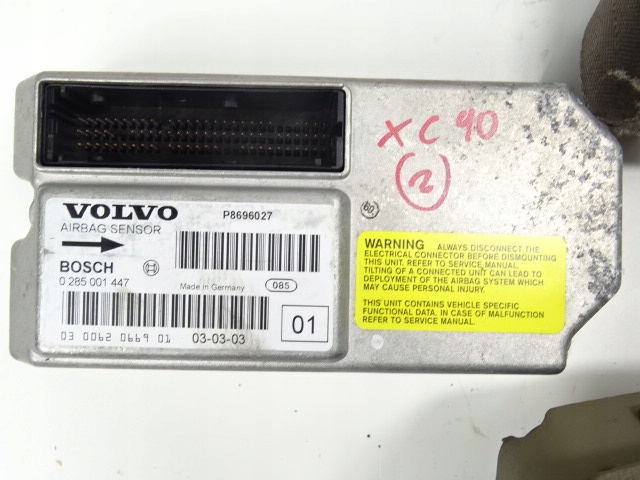 XC 90
2
60
VOLVO
P8696027
AIRBAG SENSOR
BOSCH
0 285 001 447
Made in Germany
085
03 0062 0669 01
03-03-03
01
WARNING ALWAYS DISCONNECT THE
ELECTRICAL CONNECTOR BEFORE DISMOUNTING
THIS UNIT. REFER TO SERVICE MANUAL.
TILTING OF A CONNECTED UNIT CAN LEAD TO
DEPLOYMENT OF THE AIRBAG SYSTEM WHICH
MAY CAUSE PERSONAL INJURY.
THIS UNIT CONTAINS VEHICLE SPECIFIC
FUNCTIONAL DATA. IN CASE OF MALFUNCTION
REFER TO SERVICE MANUAL.